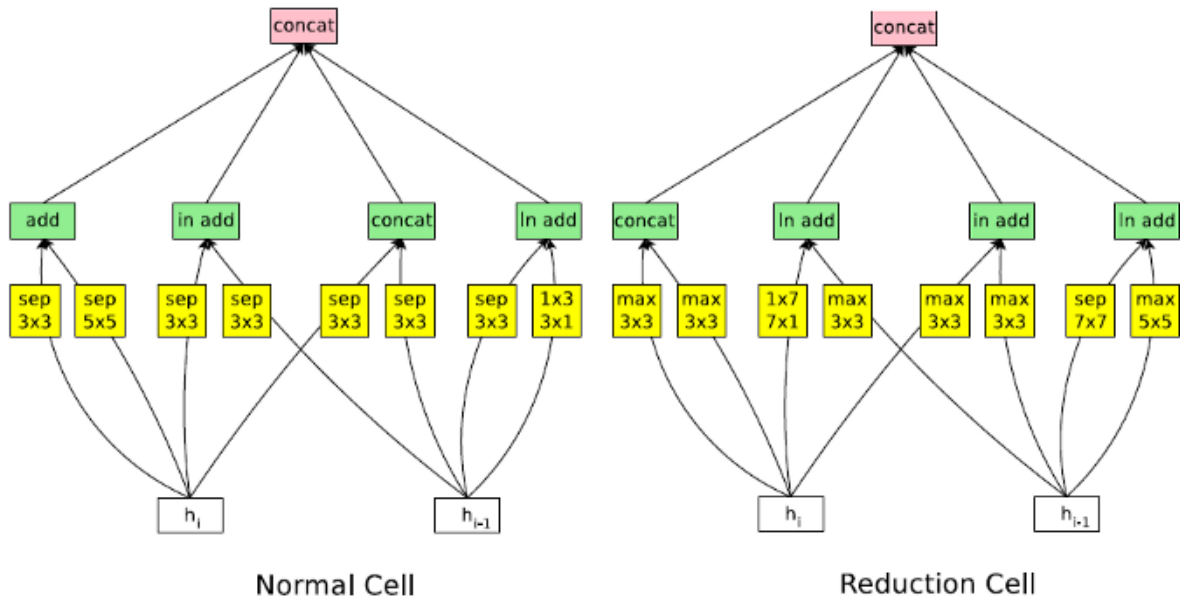 concat
concat
add
in add
concat
ln add
concat
ln add
in add
ln add
sep
3x3
sep
5x5
sep
3x3
sep
3x3
sep
3x3
sep
3x3
sep
3x3
1x3
3x1
max
3x3
max
3x3
1x7
7x1
max
3x3
max
3x3
max
3x3
sep
7x7
max
5x5
hi
hi-1
hi
hi-1
Normal Cell
Reduction Cell